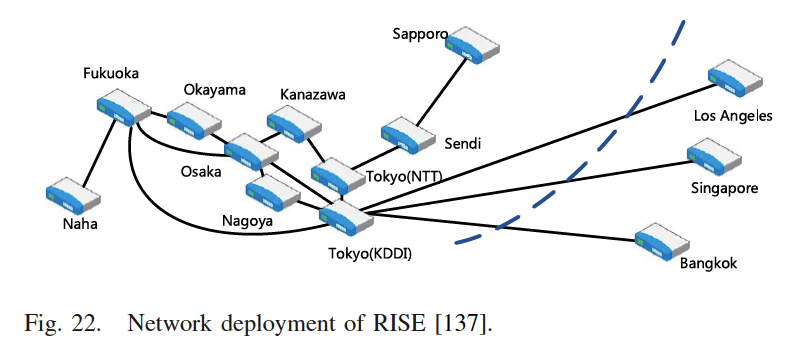 Sapporo
Fukuoka
Okayama
Kanazawa
Los Angeles
Sendi
Osaka
Tokyo(NTT)
Singapore
Naha
Nagoya
Tokyo(KDDI)
Bangkok
Fig. 22. Network deployment of RISE [137].